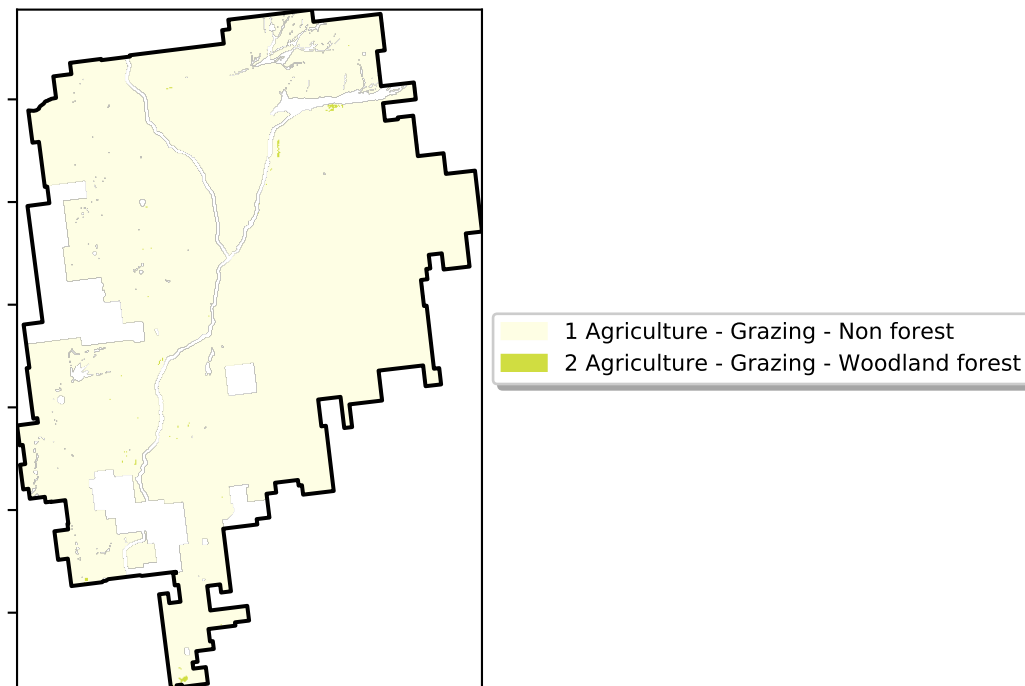 1 Agriculture - Grazing - Non forest
2 Agriculture - Grazing - Woodland forest